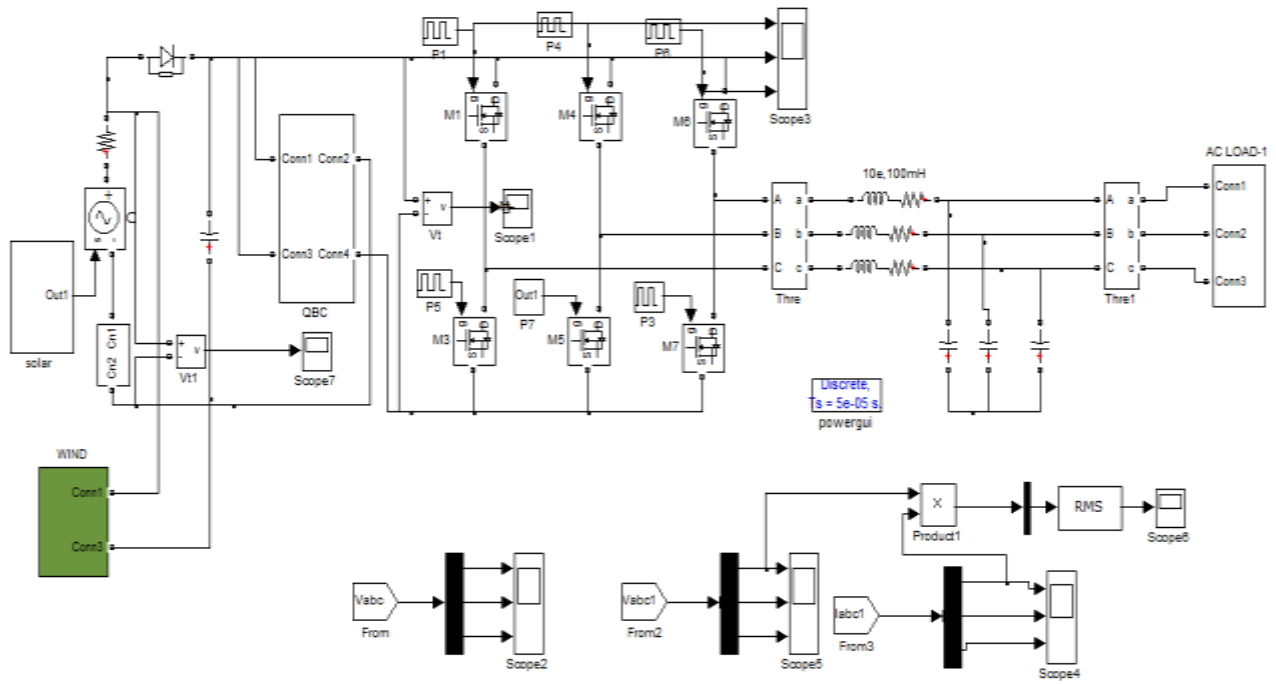 P1
P4
P6
g
D
S
M1
g
D
S
M4
g
D
S
M6
Scope3
Conn1 Conn2
Conn3 Conn4
QBC
+
-
v
Vt
Scope1
10e,100mH
AC LOAD-1
Conn1
Conn2
Conn3
A a
B b
C c
Thre
A a
B b
C c
Thre1
+
s -
C
Out1
solar
Cn1
Cn2
+
-
v
Vt1
Scope7
P5
Out1
P7
P3
g
D
S
M3
g
D
S
M5
g
D
S
M7
Discrete,
Ts = 5e-05 s.
powergui
WIND
Conn1
Conn3
X
Product1
RMS
Scope6
Vabc
From
Scope2
Vabc1
From2
Scope5
Iabc1
From3
Scope4